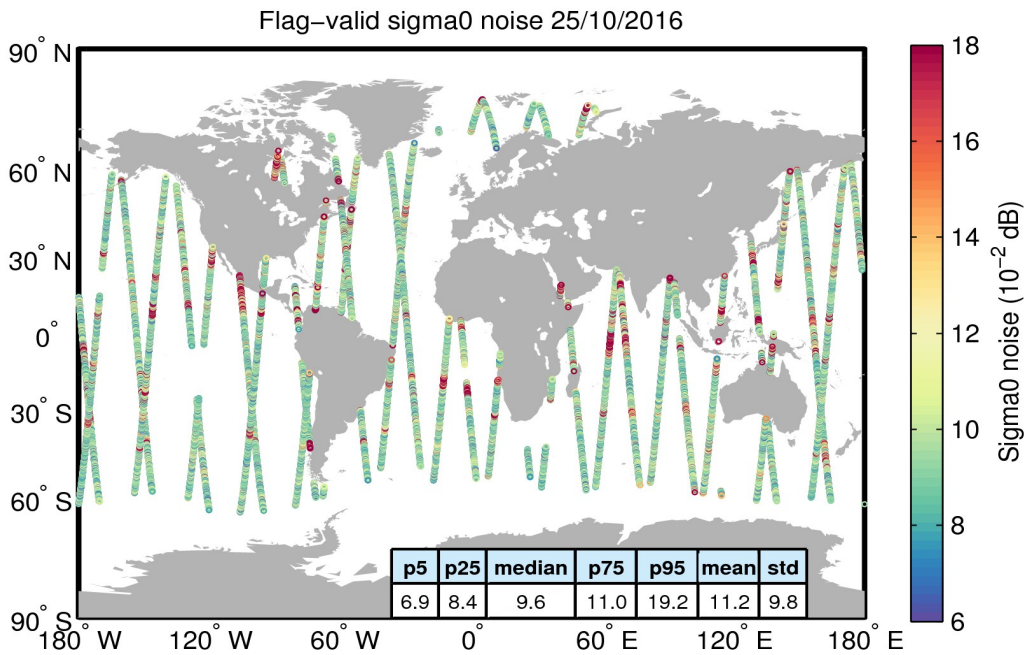 Flag−valid sigma0 noise 25/10/2016
90° N
60° N
30° N
0°
30° S
60° S
90° S
180° W 120° W 60° W 0° 60° E 120° E 180° E
p5 p25 median p75 p95 mean std
6.9 8.4 9.6 11.0 19.2 11.2 9.8
18
16
14
12
10
8
6
Sigma0 noise (10⁻² dB)